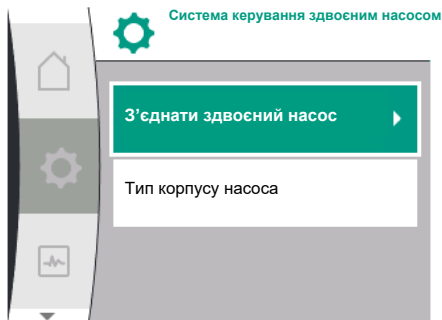 Система керування здвоєним насосом
З’єднати здвоєний насос
Тип корпусу насоса